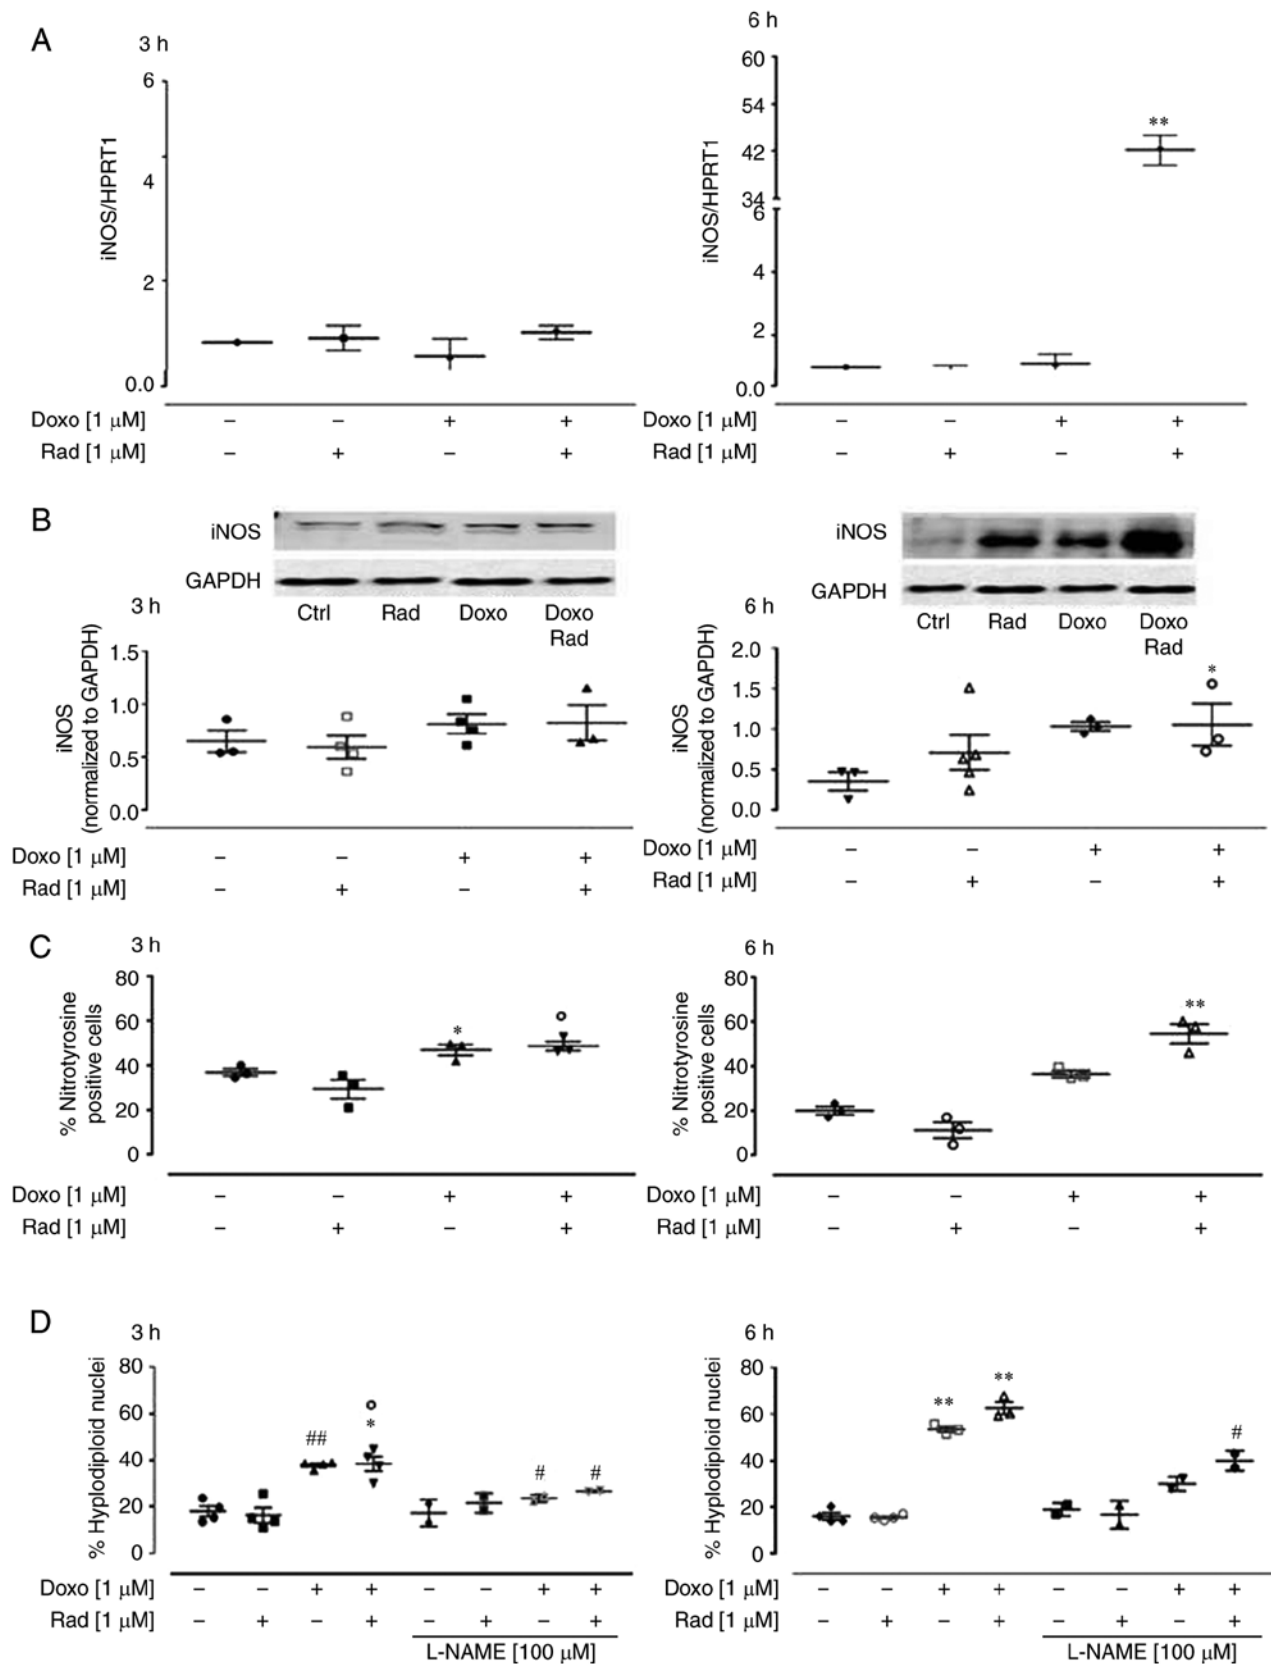 A
3 h
6
4
2
0.0
iNOS/HPRT1
Doxo [1 µM] – – + +
Rad [1 µM] – + – +
6 h
60
54
42
34
6
4
2
0.0
iNOS/HPRT1
**
Doxo [1 µM] – – + +
Rad [1 µM] – + – +
B
iNOS
GAPDH
Ctrl Rad Doxo Doxo
Rad
3 h
1.5
1.0
0.5
0.0
iNOS
(normalized to GAPDH)
Doxo [1 µM] – – + +
Rad [1 µM] – + – +
iNOS
GAPDH
Ctrl Rad Doxo Doxo
Rad
6 h
2.0
1.5
1.0
0.5
0.0
iNOS
(normalized to GAPDH)
*
Doxo [1 µM] – – + +
Rad [1 µM] – + – +
C
3 h
80
60
40
20
0
% Nitrotyrosine
positive cells
*
Doxo [1 µM] – – + +
Rad [1 µM] – + – +
6 h
80
60
40
20
0
% Nitrotyrosine
positive cells
**
Doxo [1 µM] – – + +
Rad [1 µM] – + – +
D
3 h
80
60
40
20
0
% Hyplodiploid nuclei
## * # #
Doxo [1 µM] – – + + – – + +
Rad [1 µM] – + – + – + – +
L-NAME [100 µM]
6 h
80
60
40
20
0
% Hyplodiploid nuclei
** ** #
Doxo [1 µM] – – + + – – + +
Rad [1 µM] – + – + – + – +
L-NAME [100 µM]